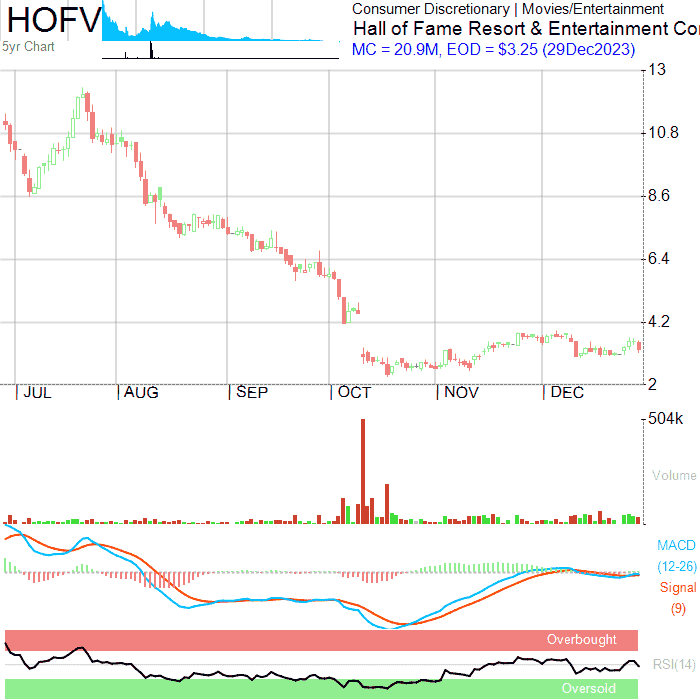 HOFV
5yr Chart
Consumer Discretionary | Movies/Entertainment
Hall of Fame Resort & Entertainment Co
MC = 20.9M, EOD = $3.25 (29Dec2023)
13
10.8
8.6
6.4
4.2
2
JUL AUG SEP OCT NOV DEC
504k
Volume
MACD
(12-26)
Signal
(9)
Overbought
RSI(14)
Oversold